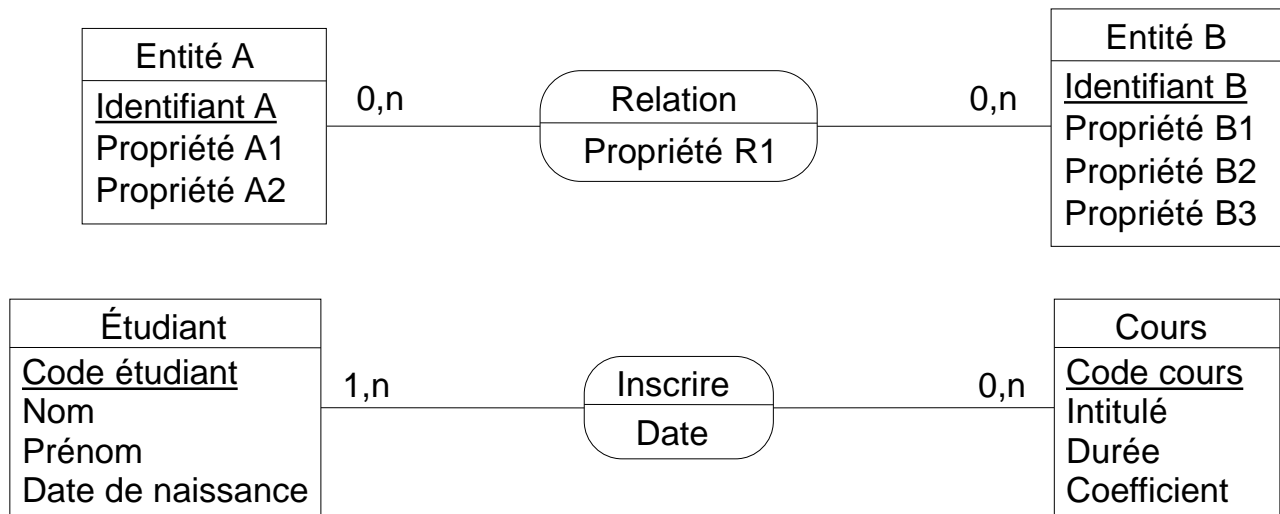 Entité A
Identifiant A
Propriété A1
Propriété A2
0,n
Relation
Propriété R1
0,n
Entité B
Identifiant B
Propriété B1
Propriété B2
Propriété B3
Étudiant
Code étudiant
Nom
Prénom
Date de naissance
1,n
Inscrire
Date
0,n
Cours
Code cours
Intitulé
Durée
Coefficient